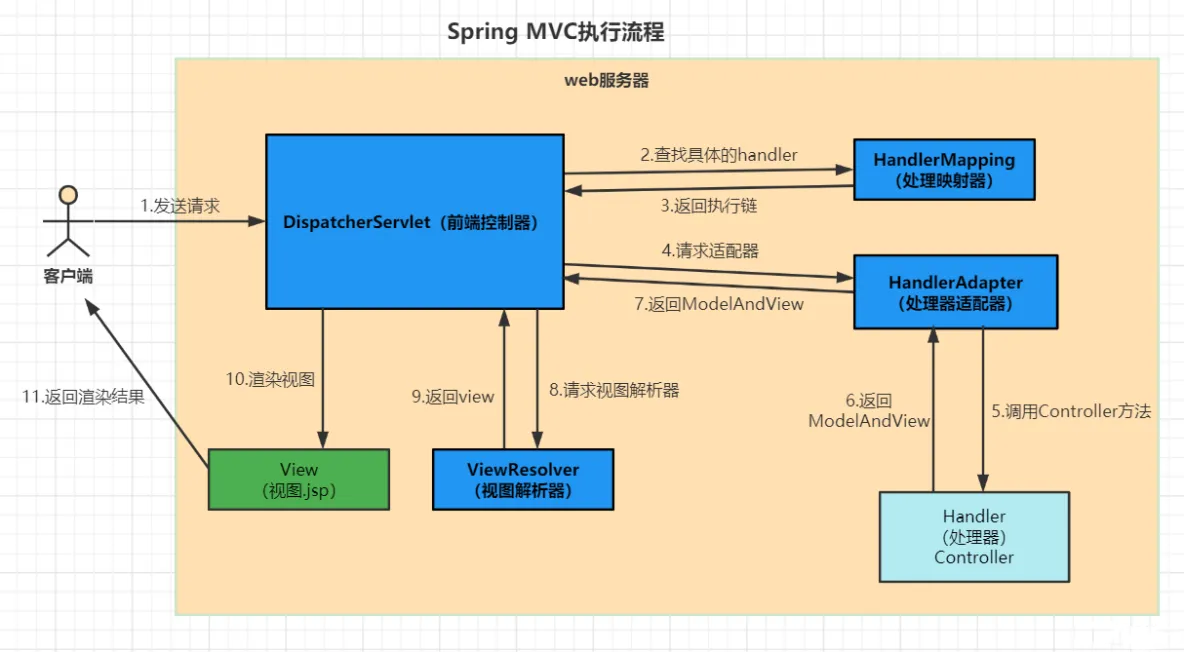 Spring MVC执行流程
web服务器
客户端
1.发送请求
DispatcherServlet（前端控制器）
2.查找具体的handler
3.返回执行链
HandlerMapping
（处理映射器）
4.请求适配器
7.返回ModelAndView
HandlerAdapter
（处理器适配器）
5.调用Controller方法
6.返回
ModelAndView
Handler
（处理器）
Controller
8.请求视图解析器
9.返回view
ViewResolver
（视图解析器）
10.渲染视图
View
（视图.jsp）
11.返回渲染结果